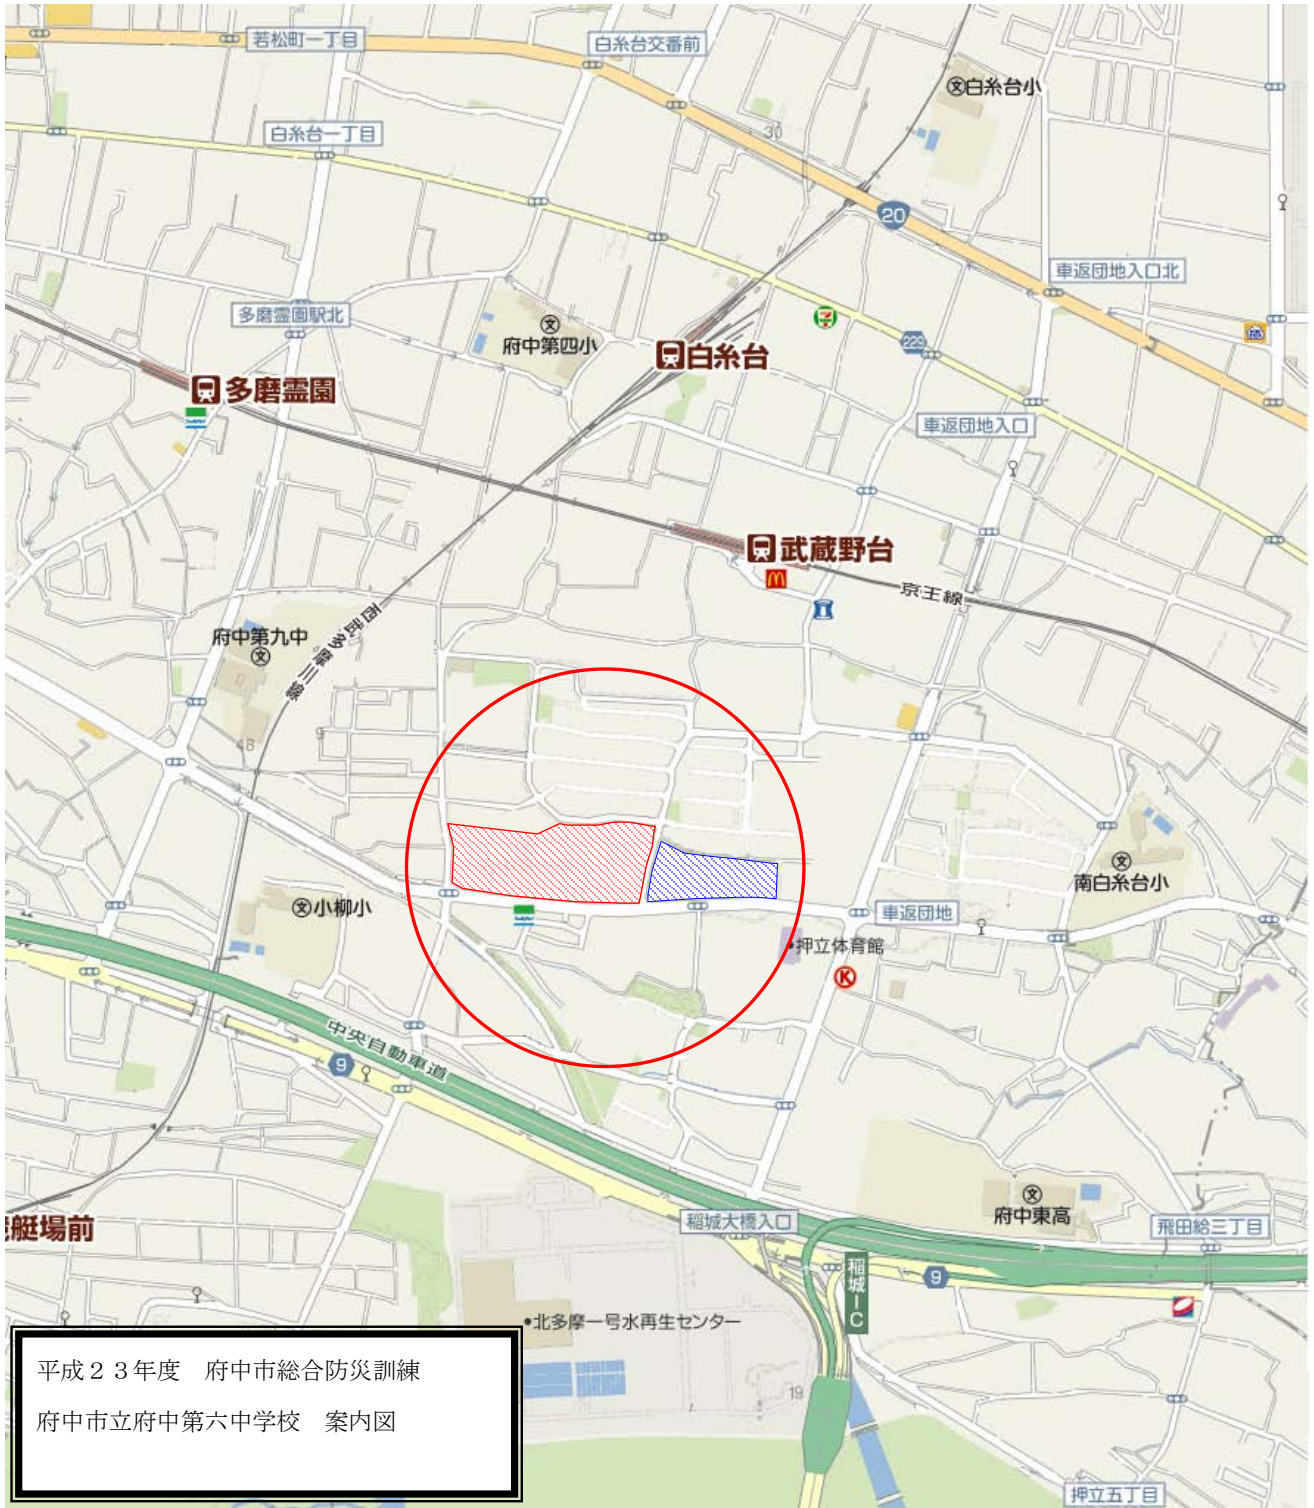 若松町一丁目
白糸台交番前
白糸台小
白糸台一丁目
30
20
車返団地入口北
多磨霊園駅北
府中第四小
白糸台
229
多磨霊園
車返団地入口
武蔵野台
京王線
府中第九中
西武多摩川線
48
9
南白糸台小
小柳小
車返団地
押立体育館
K
中央自動車道
9
府中東高
稲城大橋入口
飛田給三丁目
艇場前
稲城IC
9
北多摩一号水再生センター
19
平成23年度 府中市総合防災訓練
府中市立府中第六中学校 案内図
押立五丁目